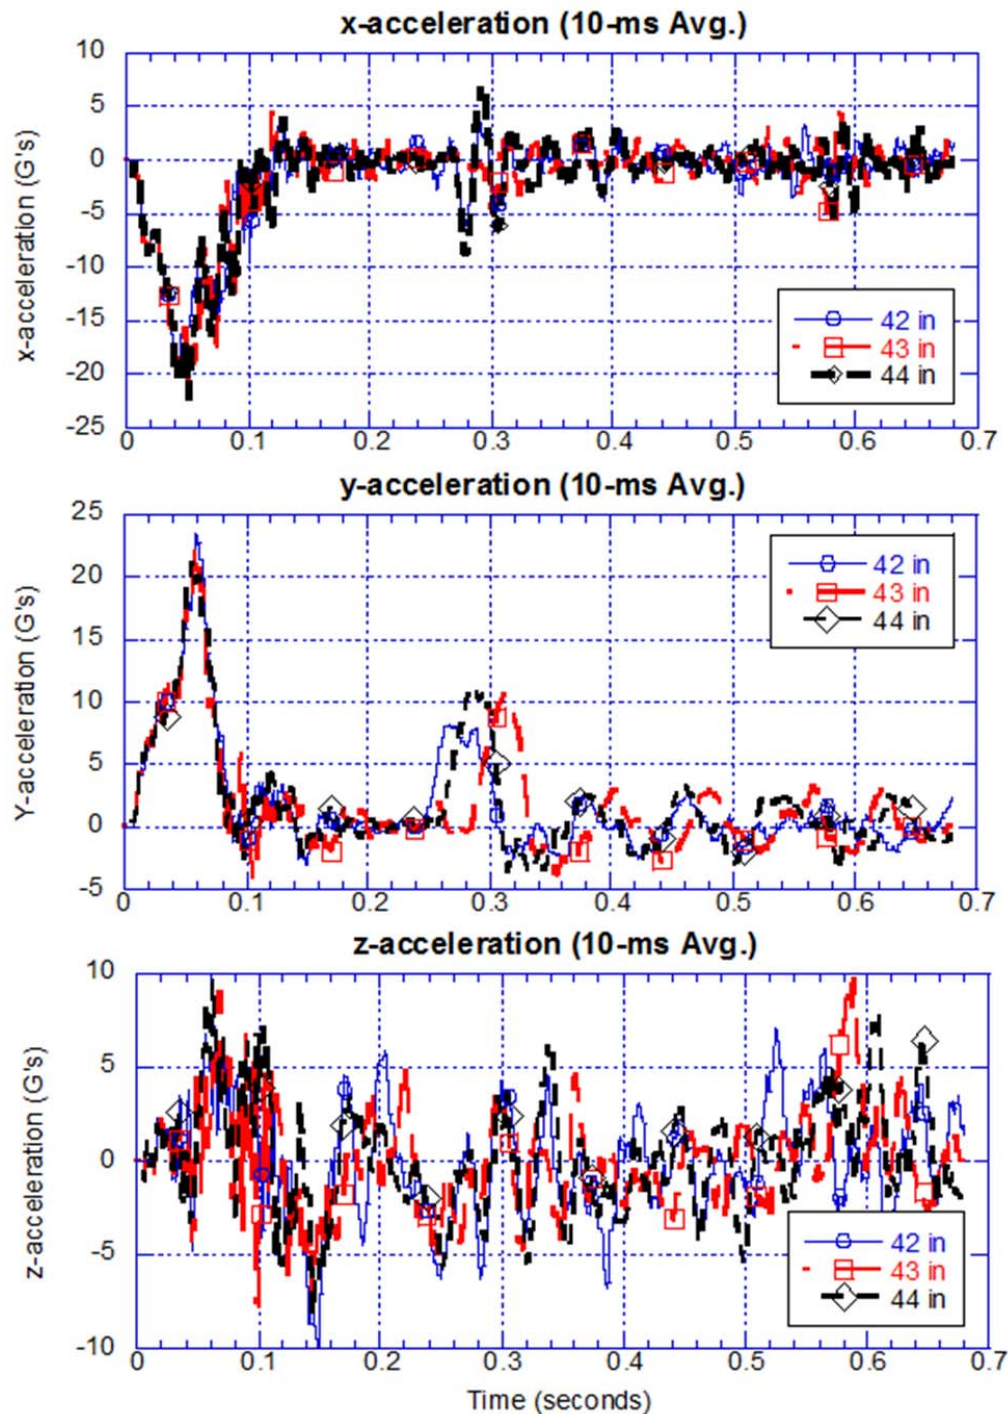 x-acceleration (10-ms Avg.)
x-acceleration (G's)
10
5
0
-5
-10
-15
-20
-25
42 in
43 in
44 in
0 0.1 0.2 0.3 0.4 0.5 0.6 0.7
y-acceleration (10-ms Avg.)
Y-acceleration (G's)
25
20
15
10
5
0
-5
42 in
43 in
44 in
0 0.1 0.2 0.3 0.4 0.5 0.6 0.7
z-acceleration (10-ms Avg.)
z-acceleration (G's)
10
5
0
-5
-10
42 in
43 in
44 in
0 0.1 0.2 0.3 0.4 0.5 0.6 0.7
Time (seconds)